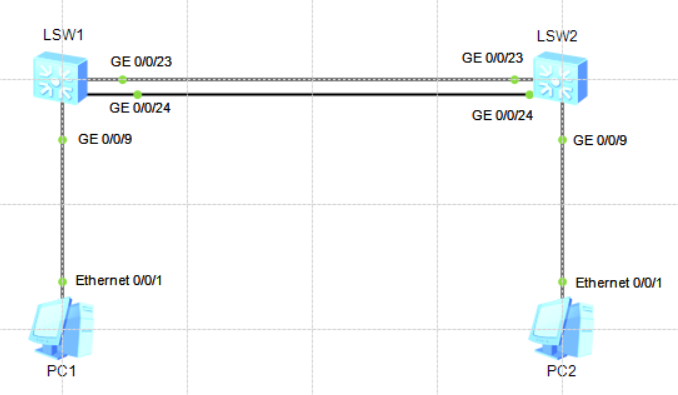 LSW1
LSW2
GE 0/0/23
GE 0/0/23
GE 0/0/24
GE 0/0/24
GE 0/0/9
GE 0/0/9
Ethernet 0/0/1
Ethernet 0/0/1
PC1
PC2